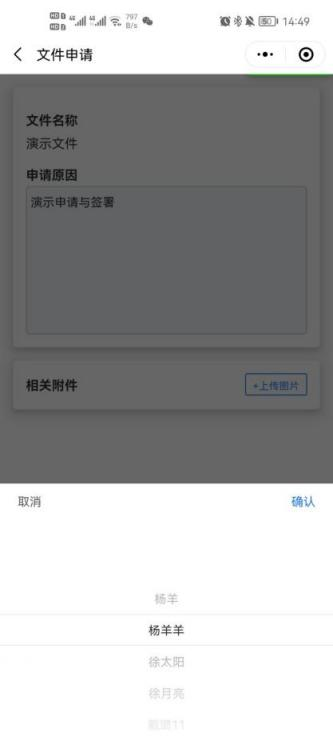 797
B/s
14:49
文件申请
文件名称
演示文件
申请原因
演示申请与签署
相关附件
+上传图片
取消
确认
杨羊
杨羊羊
徐太阳
徐月亮